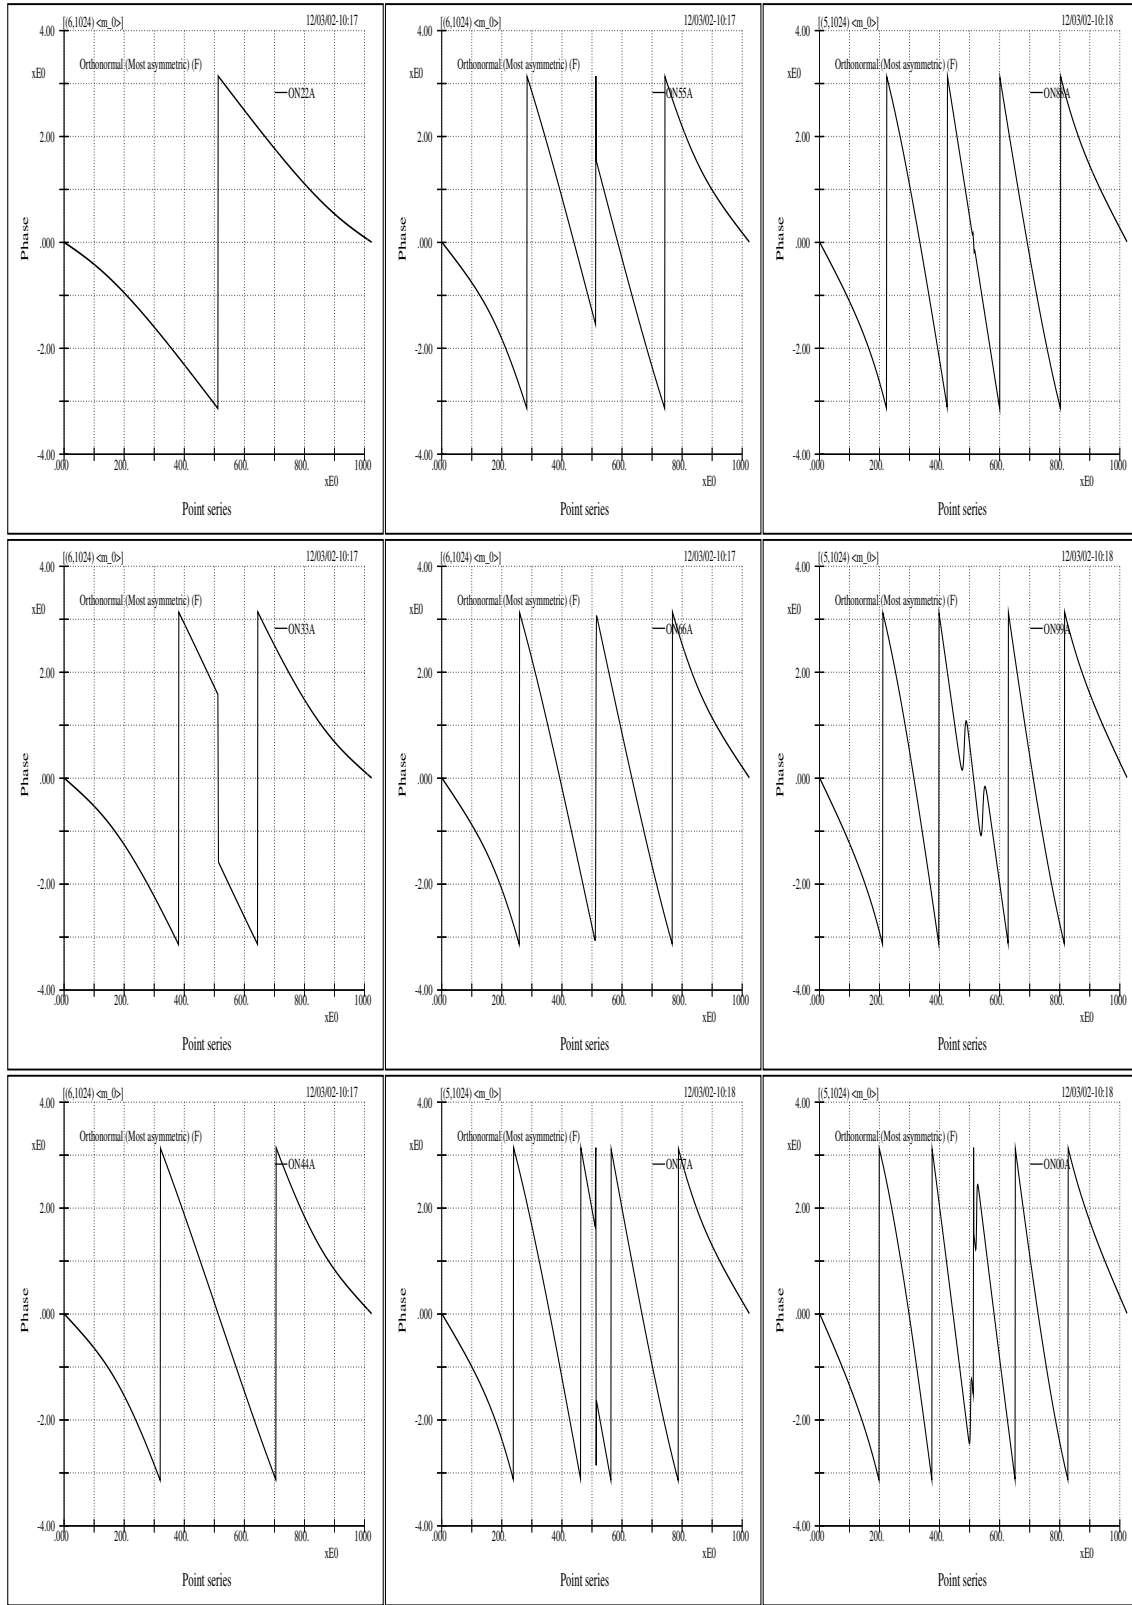 [(6,1024) <m_0>] 12/03/02-10:17
4.00
Orthonormal (Most asymmetric) (F)
xE0
ON22A
2.00
Phase
.000
-2.00
-4.00
.000 200. 400. 600. 800. 1000
xE0
Point series
[(6,1024) <m_0>] 12/03/02-10:17
4.00
Orthonormal (Most asymmetric) (F)
xE0
ON55A
2.00
Phase
.000
-2.00
-4.00
.000 200. 400. 600. 800. 1000
xE0
Point series
[(5,1024) <m_0>] 12/03/02-10:18
4.00
Orthonormal (Most asymmetric) (F)
xE0
ON88A
2.00
Phase
.000
-2.00
-4.00
.000 200. 400. 600. 800. 1000
xE0
Point series
[(6,1024) <m_0>] 12/03/02-10:17
4.00
Orthonormal (Most asymmetric) (F)
xE0
ON33A
2.00
Phase
.000
-2.00
-4.00
.000 200. 400. 600. 800. 1000
xE0
Point series
[(6,1024) <m_0>] 12/03/02-10:17
4.00
Orthonormal (Most asymmetric) (F)
xE0
ON66A
2.00
Phase
.000
-2.00
-4.00
.000 200. 400. 600. 800. 1000
xE0
Point series
[(5,1024) <m_0>] 12/03/02-10:18
4.00
Orthonormal (Most asymmetric) (F)
xE0
ON99A
2.00
Phase
.000
-2.00
-4.00
.000 200. 400. 600. 800. 1000
xE0
Point series
[(6,1024) <m_0>] 12/03/02-10:17
4.00
Orthonormal (Most asymmetric) (F)
xE0
ON44A
2.00
Phase
.000
-2.00
-4.00
.000 200. 400. 600. 800. 1000
xE0
Point series
[(5,1024) <m_0>] 12/03/02-10:18
4.00
Orthonormal (Most asymmetric) (F)
xE0
ON77A
2.00
Phase
.000
-2.00
-4.00
.000 200. 400. 600. 800. 1000
xE0
Point series
[(5,1024) <m_0>] 12/03/02-10:18
4.00
Orthonormal (Most asymmetric) (F)
xE0
ON00A
2.00
Phase
.000
-2.00
-4.00
.000 200. 400. 600. 800. 1000
xE0
Point series